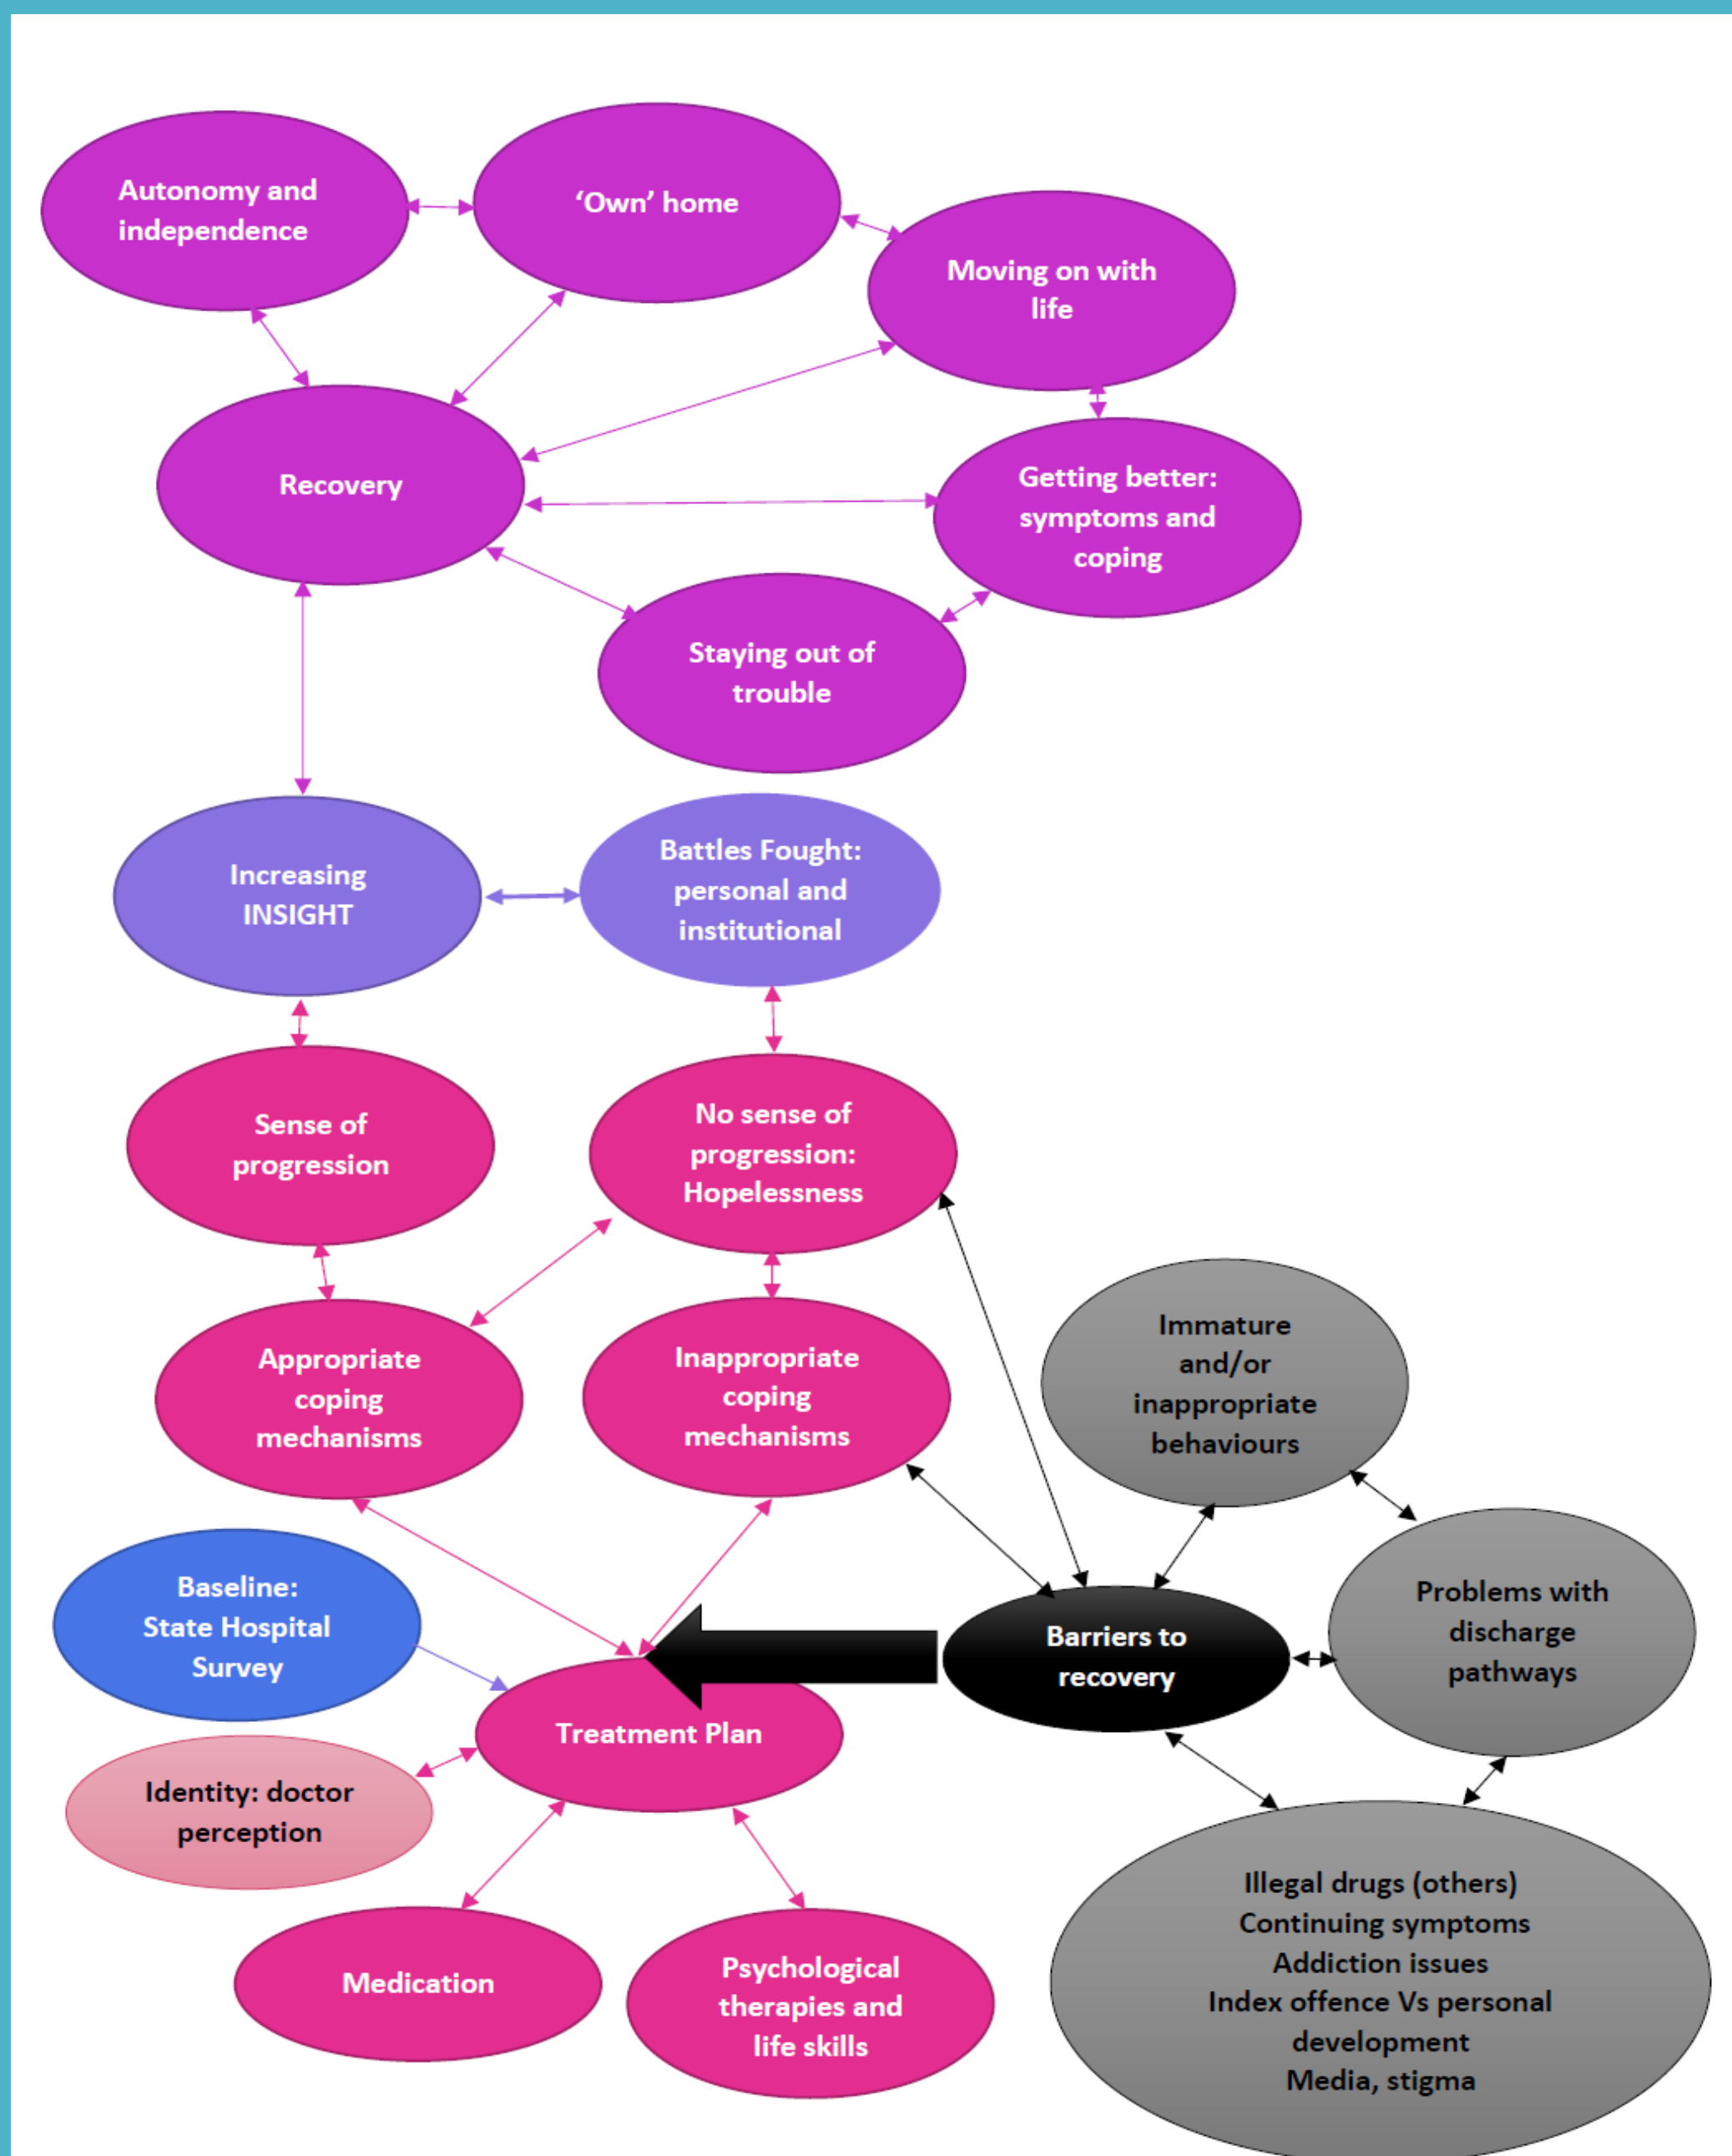 Autonomy and
independence
‘Own’ home
Moving on with
life
Recovery
Getting better:
symptoms and
coping
Staying out of
trouble
Increasing
INSIGHT
Battles Fought:
personal and
institutional
Sense of
progression
No sense of
progression:
Hopelessness
Appropriate
coping
mechanisms
Inappropriate
coping
mechanisms
Immature
and/or
inappropriate
behaviours
Baseline:
State Hospital
Survey
Barriers to
recovery
Problems with
discharge
pathways
Treatment Plan
Identity: doctor
perception
Medication
Psychological
therapies and
life skills
Illegal drugs (others)
Continuing symptoms
Addiction issues
Index offence Vs personal
development
Media, stigma